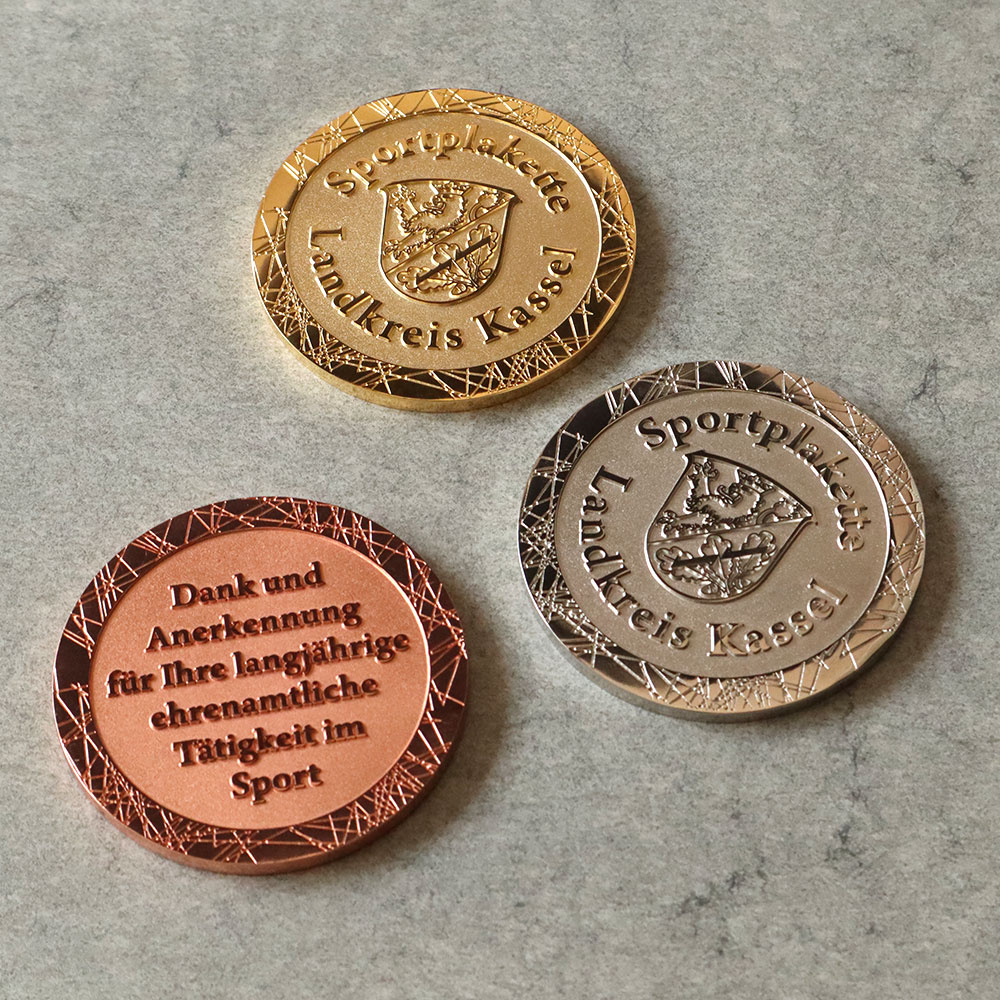 Sportplakette
Landkreis Kassel
Sportplakette
Landkreis Kassel
Dank und
Anerkennung
für Ihre langjährige
ehrenamtliche
Tätigkeit im
Sport